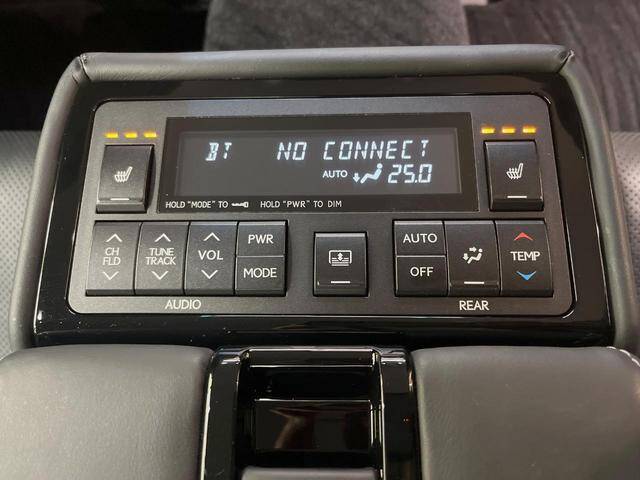 BT NO CONNECT
AUTO 25.0
HOLD "MODE" TO HOLD "PWR" TO DIM
CH
FLD
TUNE
TRACK
VOL
PWR
MODE
AUTO
OFF
TEMP
AUDIO
REAR